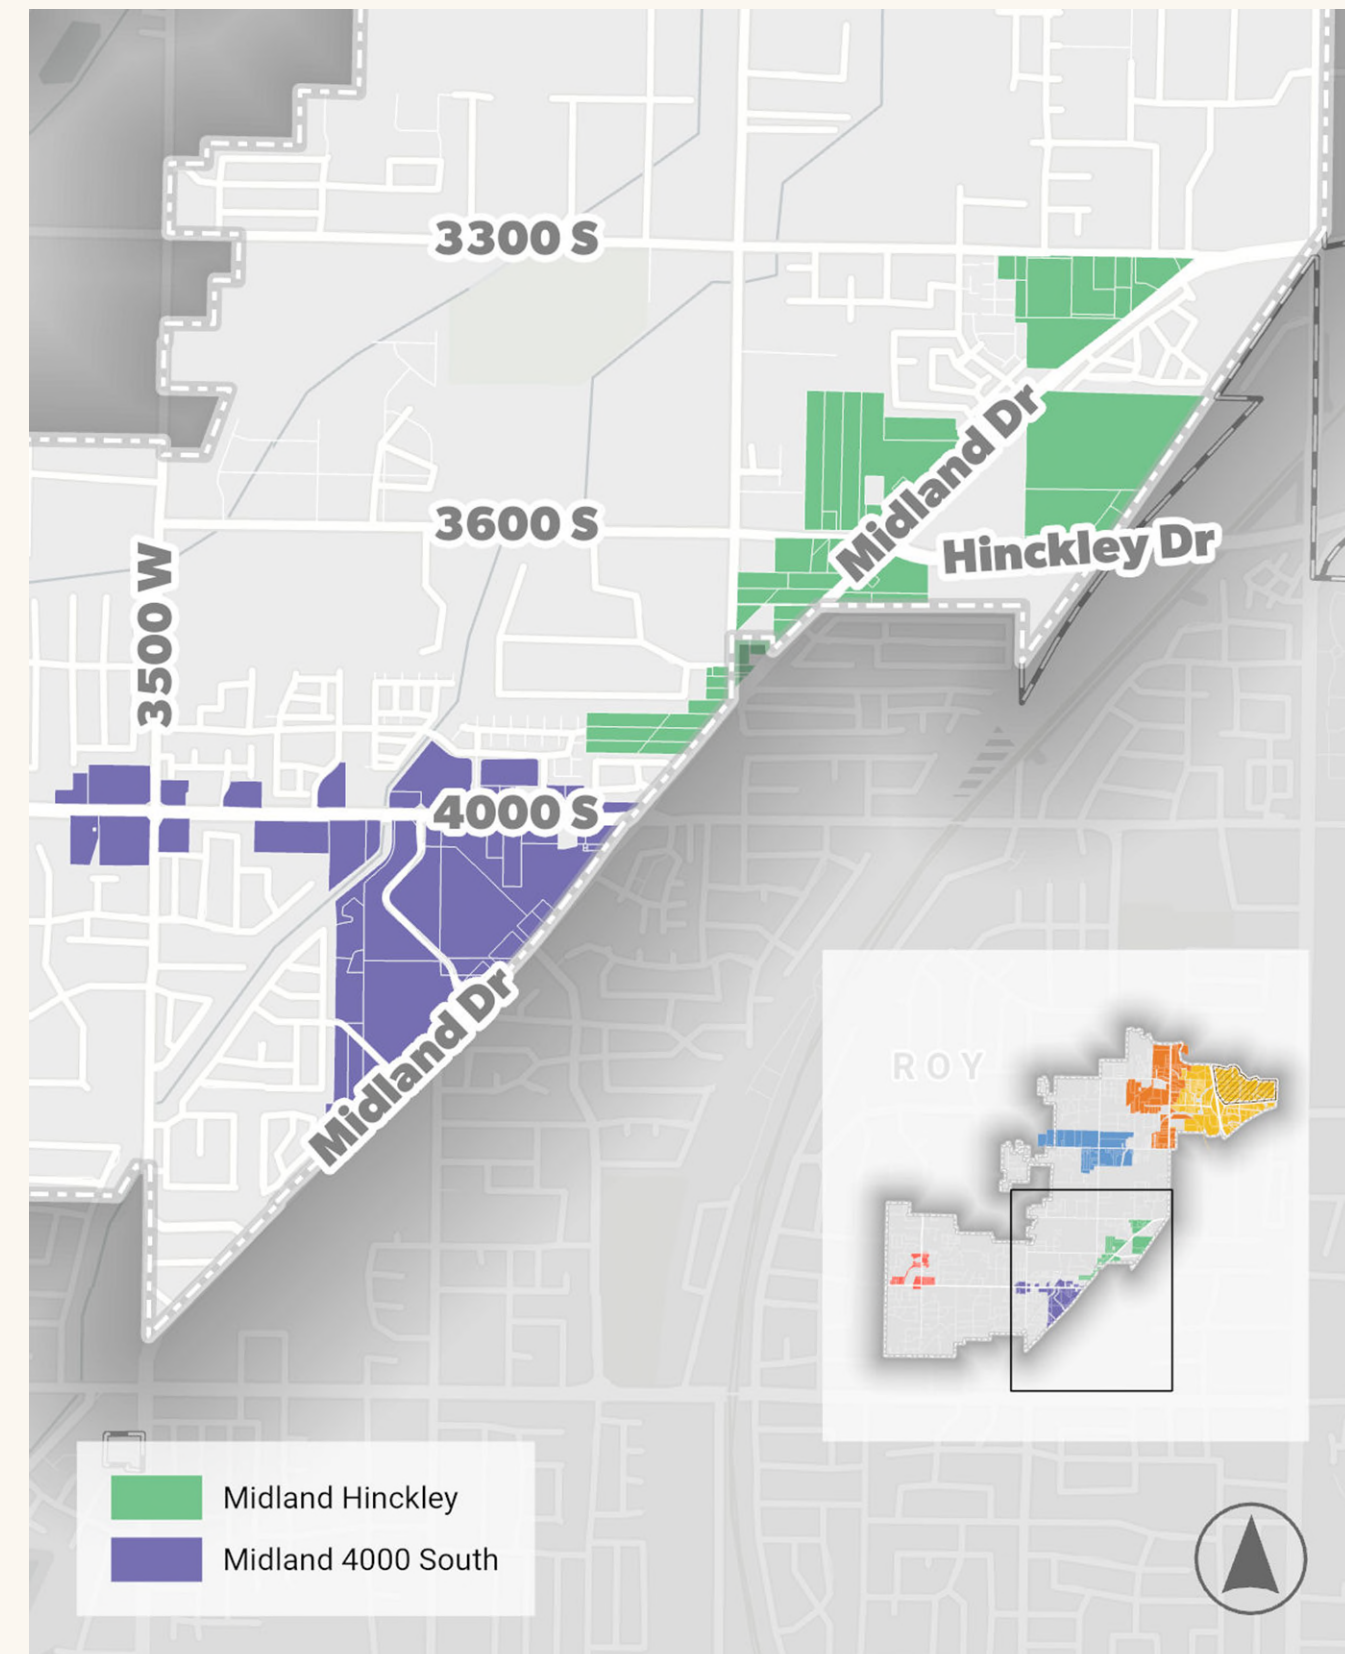 3300 S
Midland Dr
3600 S
Hinckley Dr
3500 W
4000 S
Midland Dr
ROY
Midland Hinckley
Midland 4000 South